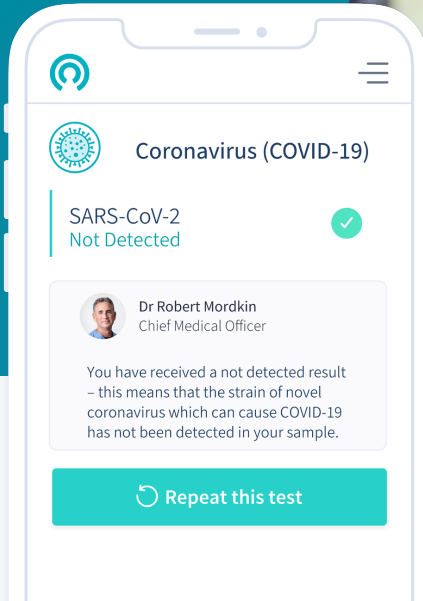 Coronavirus (COVID-19)
SARS-CoV-2
Not Detected
Dr Robert Mordkin
Chief Medical Officer
You have received a not detected result
– this means that the strain of novel
coronavirus which can cause COVID-19
has not been detected in your sample.
Repeat this test